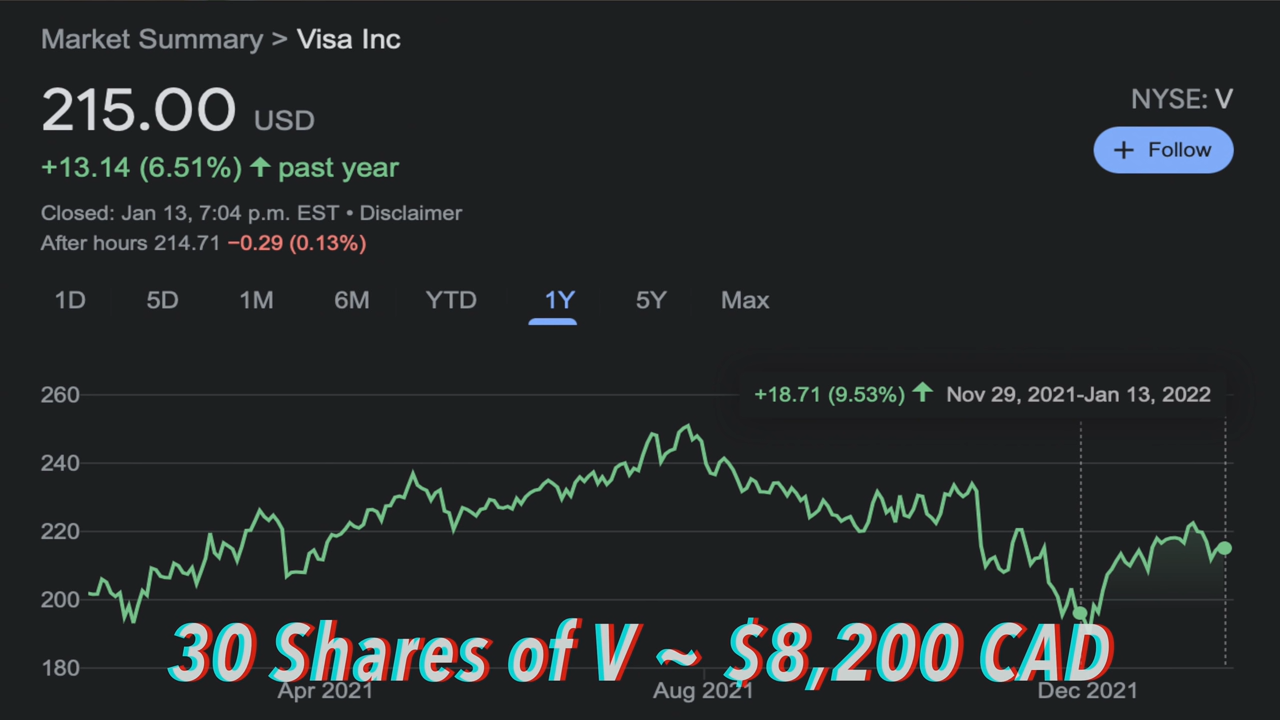 Market Summary > Visa Inc
215.00 USD
NYSE: V
+ Follow
+13.14 (6.51%) ↑ past year
Closed: Jan 13, 7:04 p.m. EST • Disclaimer
After hours 214.71 −0.29 (0.13%)
1D 5D 1M 6M YTD 1Y 5Y Max
+18.71 (9.53%) ↑ Nov 29, 2021-Jan 13, 2022
260
240
220
200
180
30 Shares of V ~ $8,200 CAD
Apr 2021 Aug 2021 Dec 2021